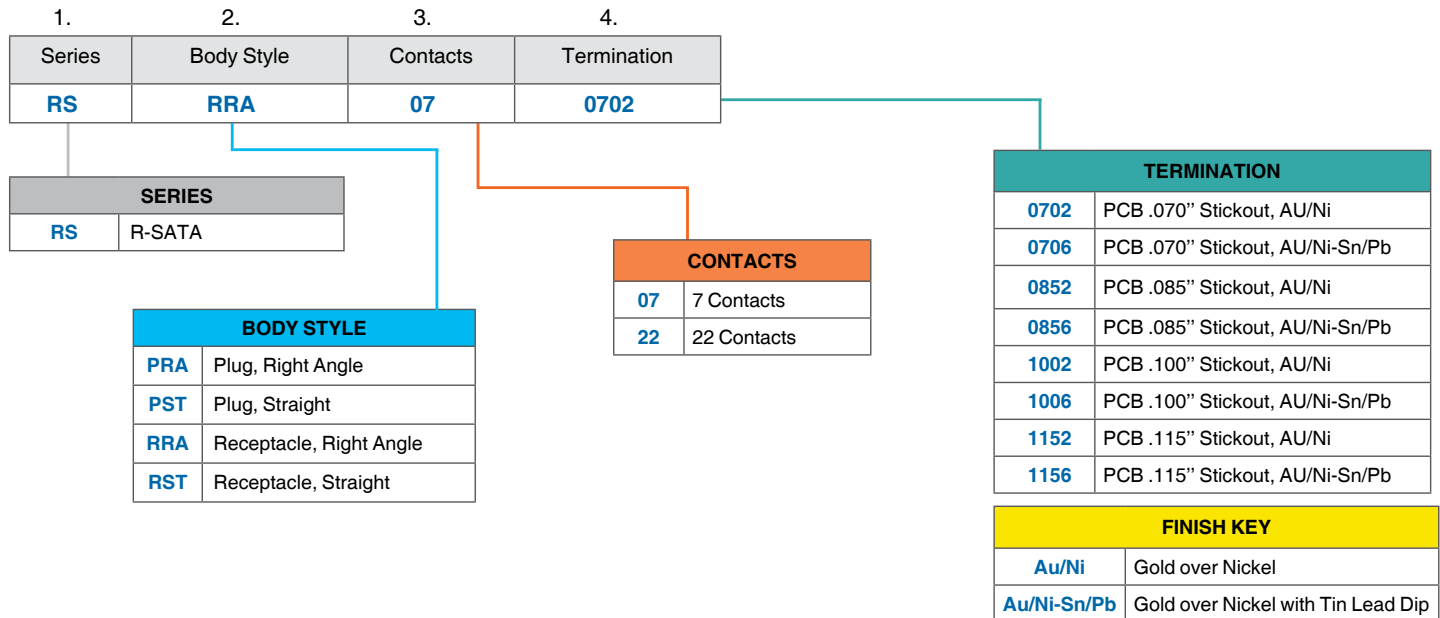 1. 2. 3. 4.
Series Body Style Contacts Termination
RS RRA 07 0702
SERIES
RS R-SATA
BODY STYLE
PRA Plug, Right Angle
PST Plug, Straight
RRA Receptacle, Right Angle
RST Receptacle, Straight
CONTACTS
07 7 Contacts
22 22 Contacts
TERMINATION
0702 PCB .070’’ Stickout, AU/Ni
0706 PCB .070’’ Stickout, AU/Ni-Sn/Pb
0852 PCB .085’’ Stickout, AU/Ni
0856 PCB .085’’ Stickout, AU/Ni-Sn/Pb
1002 PCB .100’’ Stickout, AU/Ni
1006 PCB .100’’ Stickout, AU/Ni-Sn/Pb
1152 PCB .115’’ Stickout, AU/Ni
1156 PCB .115’’ Stickout, AU/Ni-Sn/Pb
FINISH KEY
Au/Ni Gold over Nickel
Au/Ni-Sn/Pb Gold over Nickel with Tin Lead Dip